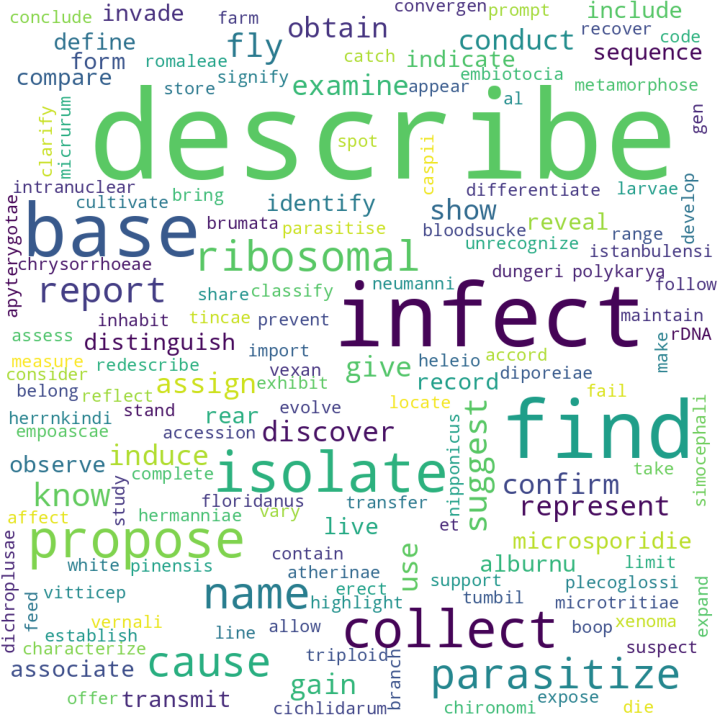 conclude
invade
farm
obtain
convergen
prompt
include
define
fly
conduct
recover
code
form
romaleae
catch
indicate
sequence
compare
store
signify
examine
appear
embiotocia
metamorphose
al
gen
describe
clarify
micrurum
spot
caspii
intranuclear
cultivate
bring
identify
differentiate
larvae
develop
base
brumata
parasitise
show
bloodsucke
reveal
range
apyterygotae
ribosomal
unrecognize
istanbulensi
chrysorrhoeae
report
share
classify
neumanni
dungeri
polykarya
follow
infect
inhabit
tincae
prevent
maintain
assess
distinguish
import
rDNA
make
measure
redescribe
vexan
give
heleio
accord
consider
assign
exhibit
record
diporeiae
belong
reflect
fail
herrnkindi
stand
rear
evolve
locate
find
simocephali
empoascae
accession
discover
nipponicus
suggest
observe
induce
isolate
confirm
take
know
study
complete
floridanus
transfer
represent
affect
hermanniae
vary
et
propose
live
microsporidie
dichroplusae
white
pinensis
contain
use
alburnu
limit
atherinae
support
plecoglossi
expand
vitticep
name
erect
highlight
tumbil
microtritiae
feed
vernali
collect
boop
xenoma
establish
line
allow
characterize
cause
triploid
branch
suspect
associate
parasitize
gain
offer
transmit
cichlidarum
expose
chironomi
die